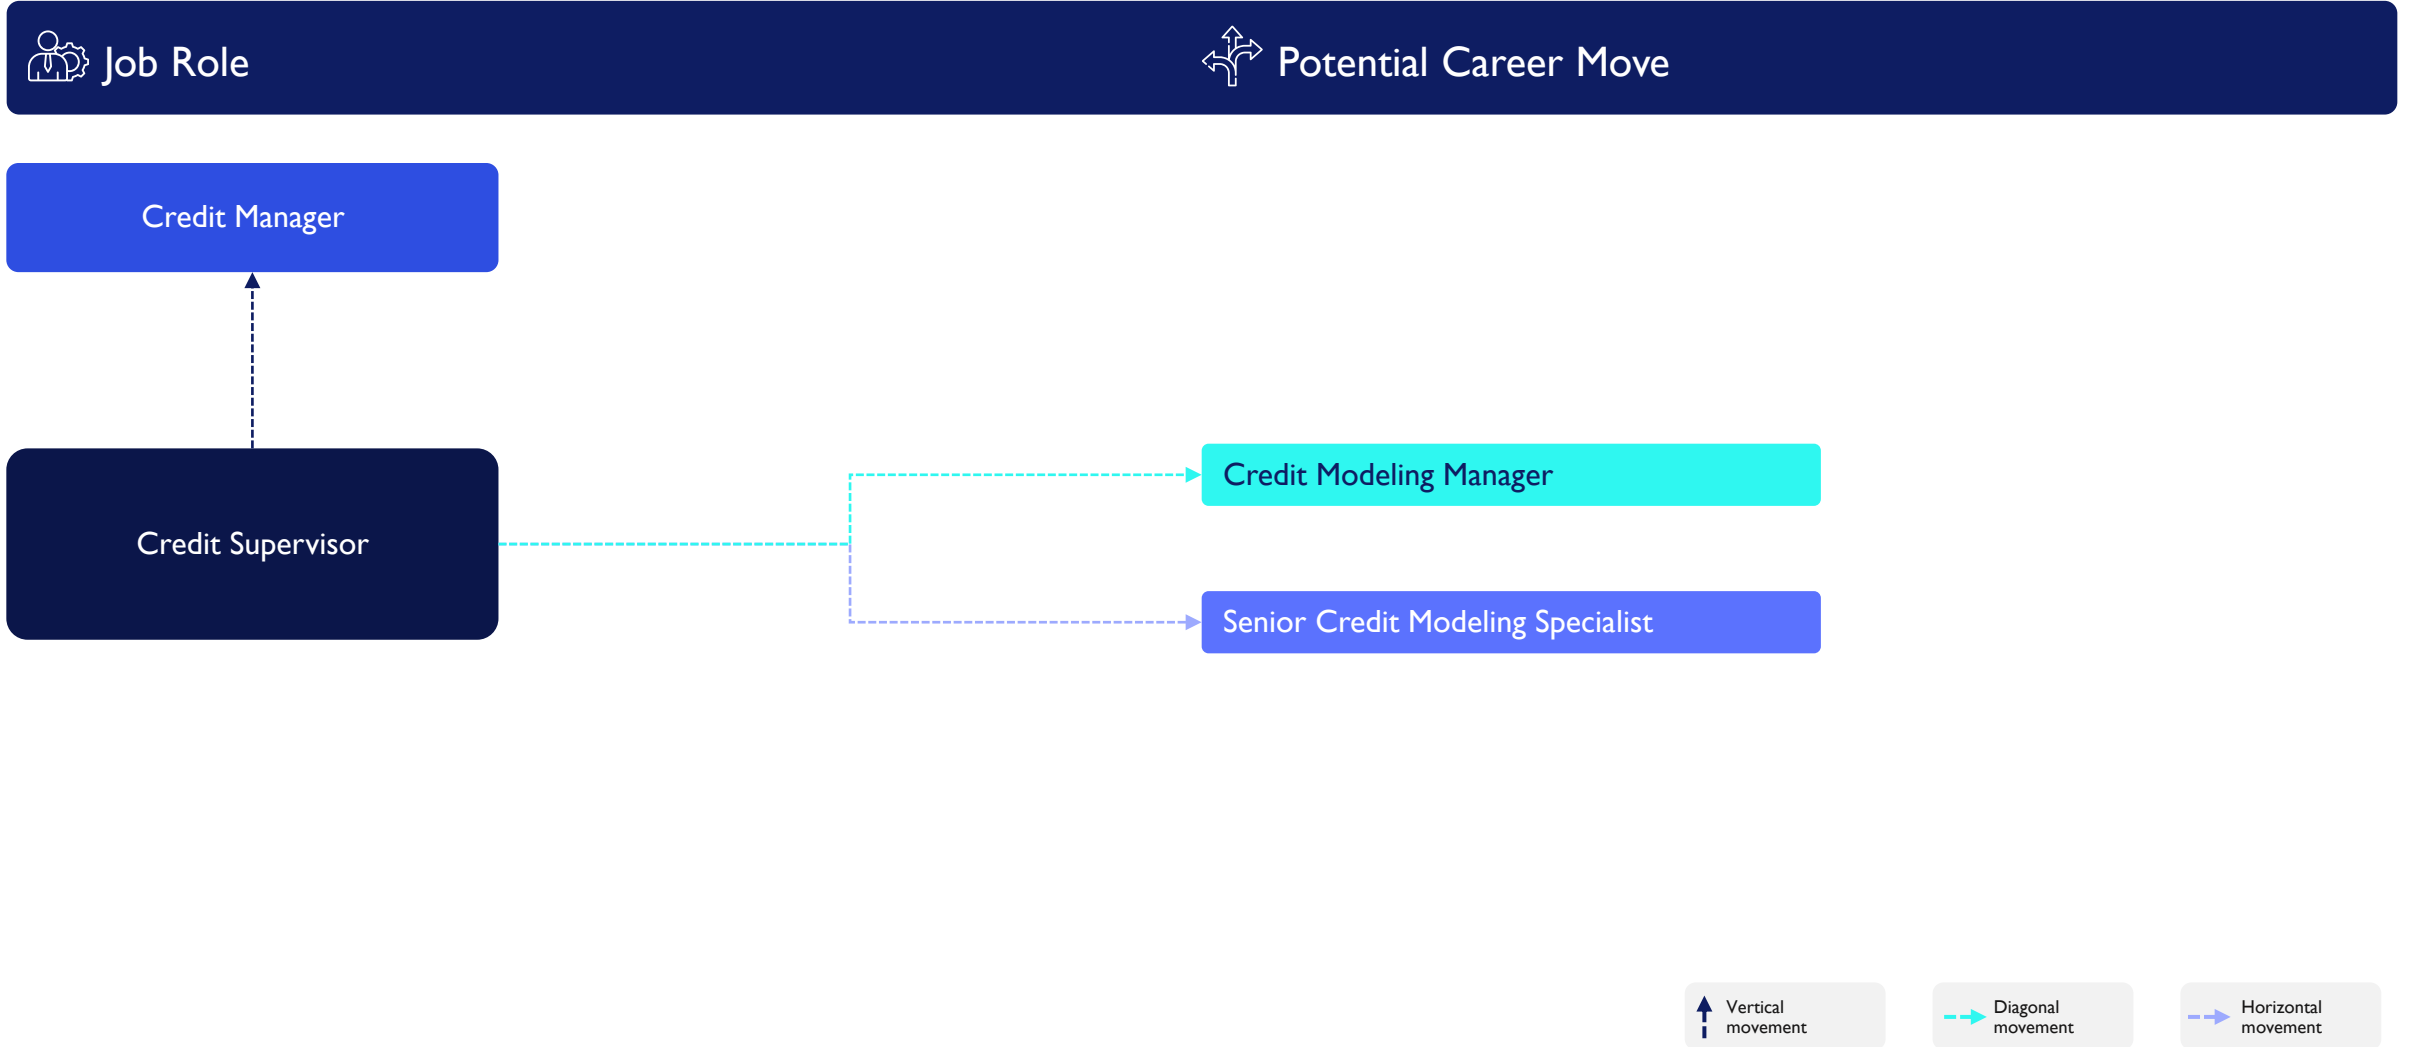 Job Role
Potential Career Move
Credit Manager
Credit Modeling Manager
Credit Supervisor
Senior Credit Modeling Specialist
Vertical
movement
Diagonal
movement
Horizontal
movement